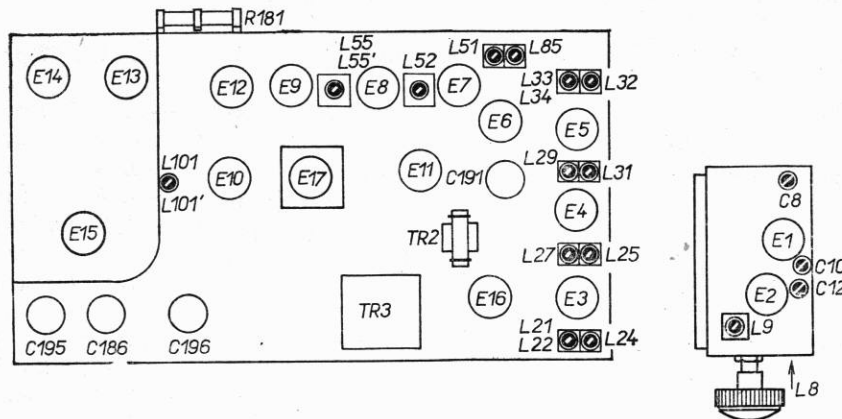 R181
L55
L55'
L52
L51
L85
E14
E13
E12
E9
E8
E7
L33
L34
L32
E6
E5
L101
L101'
E10
E17
E11
C191
L29
L31
E4
E15
TR2
L27
L25
TR3
E16
E3
C195
C186
C196
L21
L22
L24
C8
E1
C10
C12
E2
L9
L8